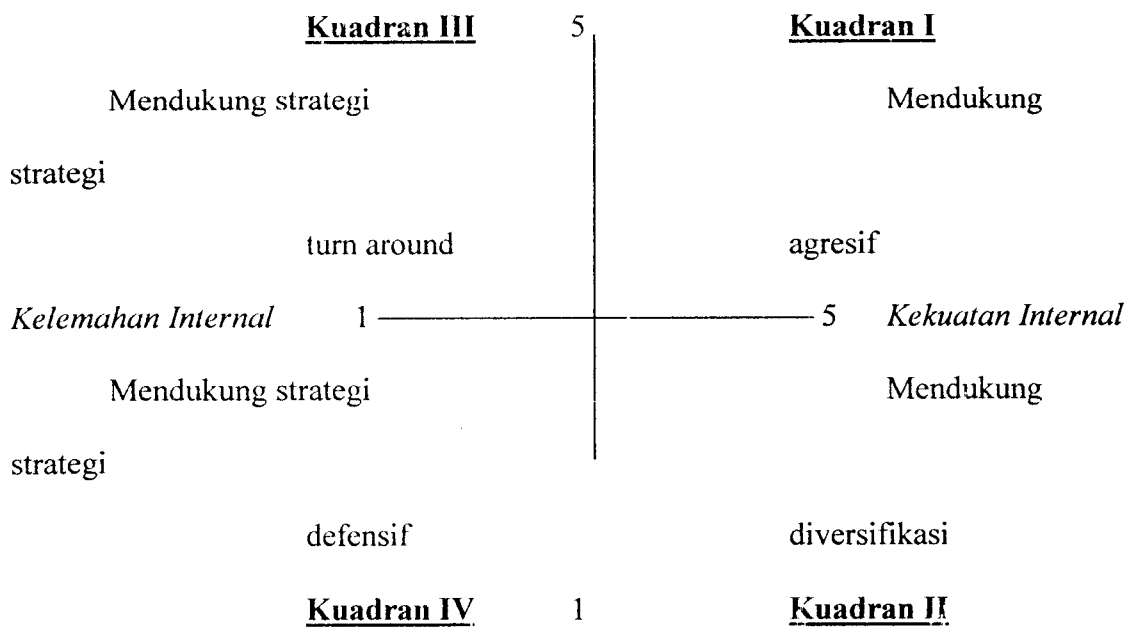 Kuadran III 5 Kuadran I
Mendukung strategi Mendukung
strategi
turn around agresif
Kelemahan Internal 1 5 Kekuatan Internal
Mendukung strategi Mendukung
strategi
defensif diversifikasi
Kuadran IV 1 Kuadran II